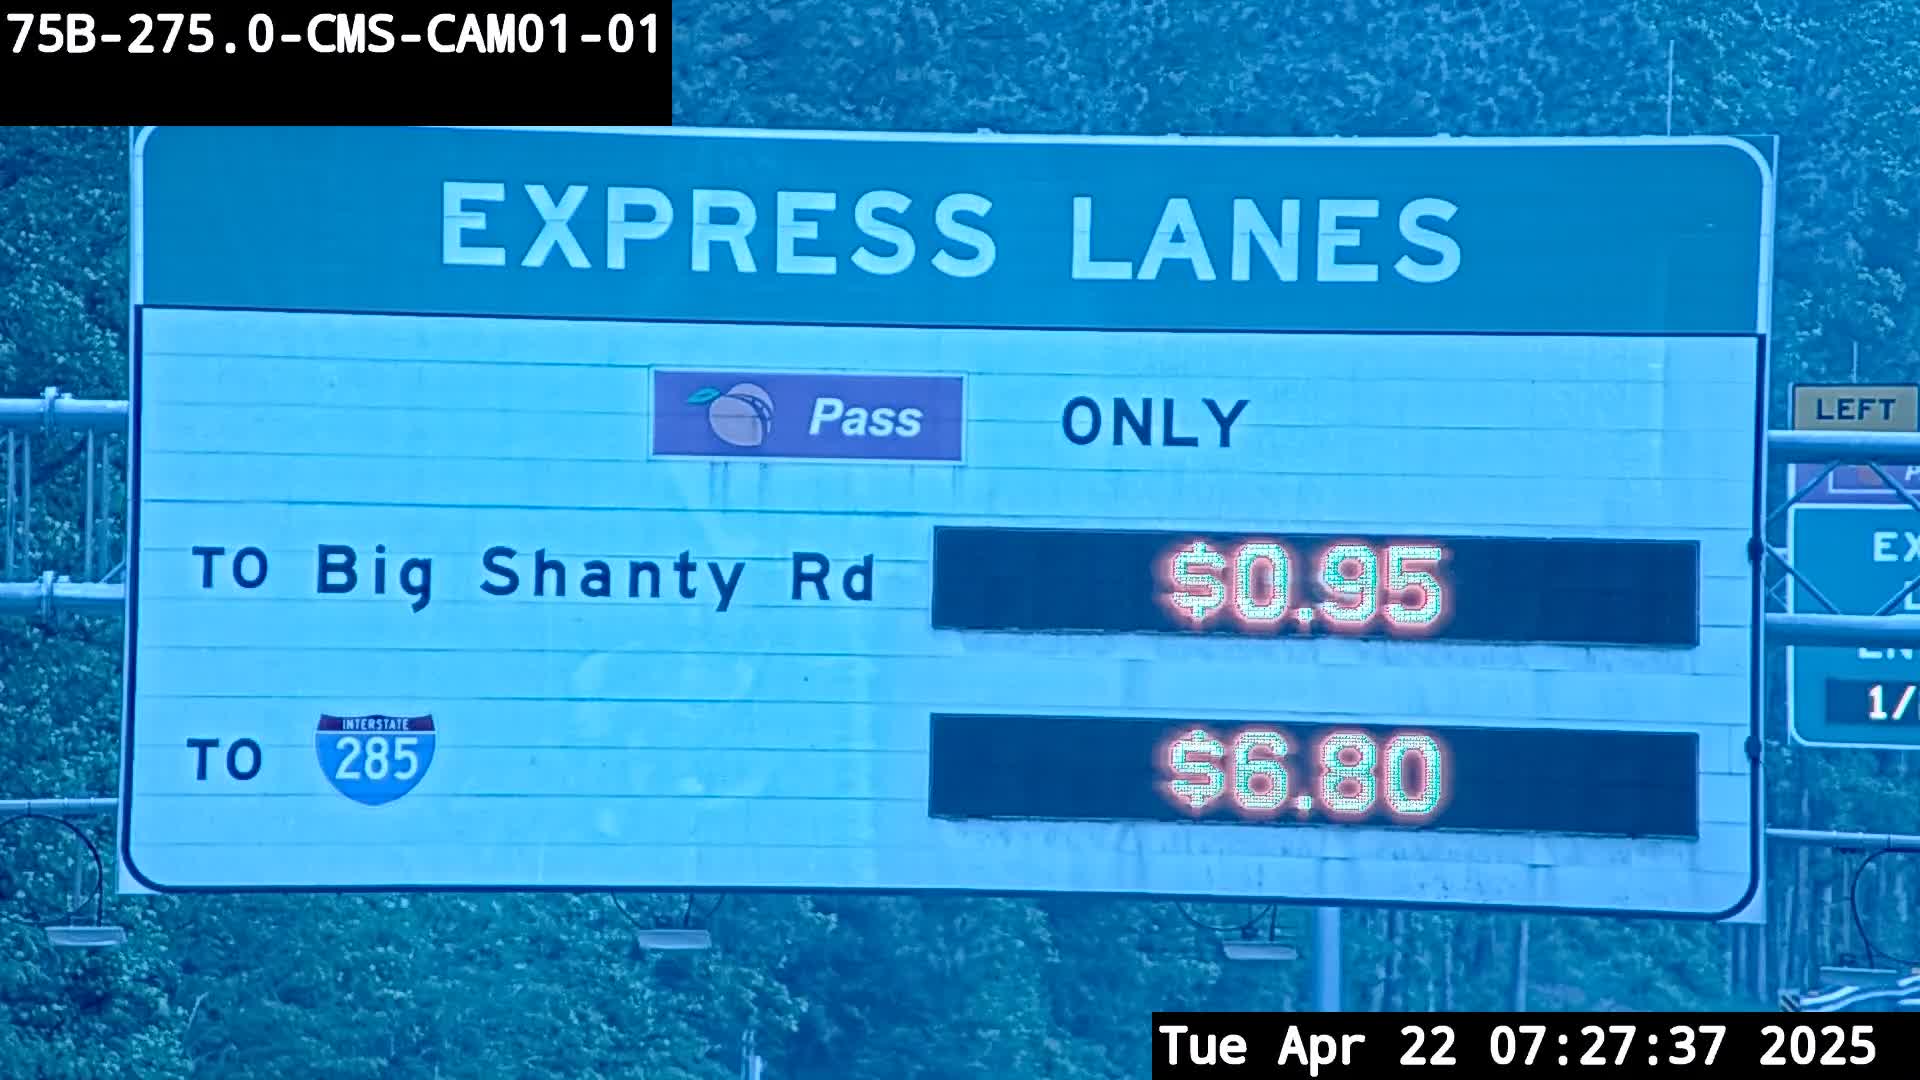 75B-275.0-CMS-CAM01-01
EXPRESS LANES
Pass ONLY
LEFT
TO Big Shanty Rd $0.95
TO INTERSTATE 285 $6.80
1/
Tue Apr 22 07:27:37 2025